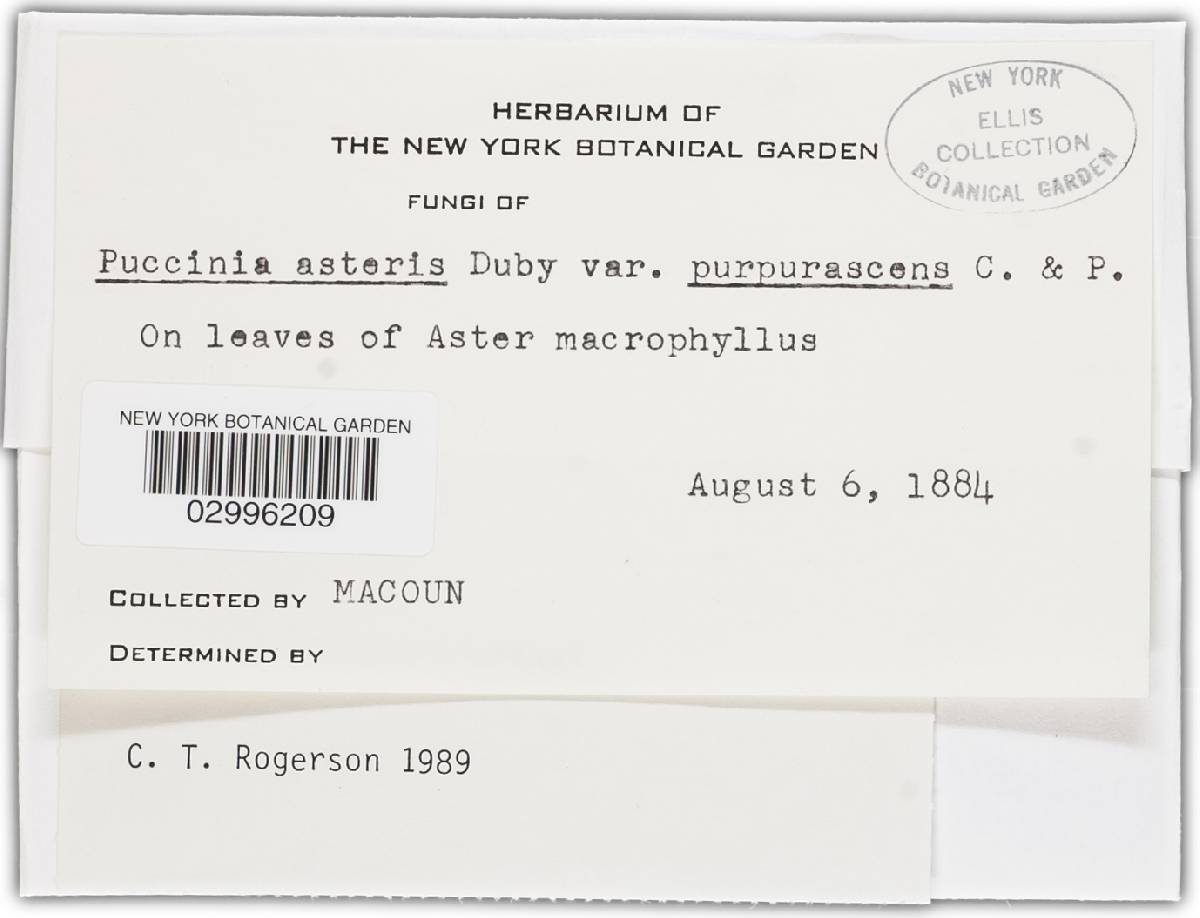 HERBARIUM OF
THE NEW YORK BOTANICAL GARDEN
NEW YORK
ELLIS
COLLECTION
BOTANICAL GARDEN
FUNGI OF
Puccinia asteris Duby var. purpurascens C. & P.
On leaves of Aster macrophyllus
NEW YORK BOTANICAL GARDEN
02996209
August 6, 1884
COLLECTED BY MACOUN
DETERMINED BY
C. T. Rogerson 1989